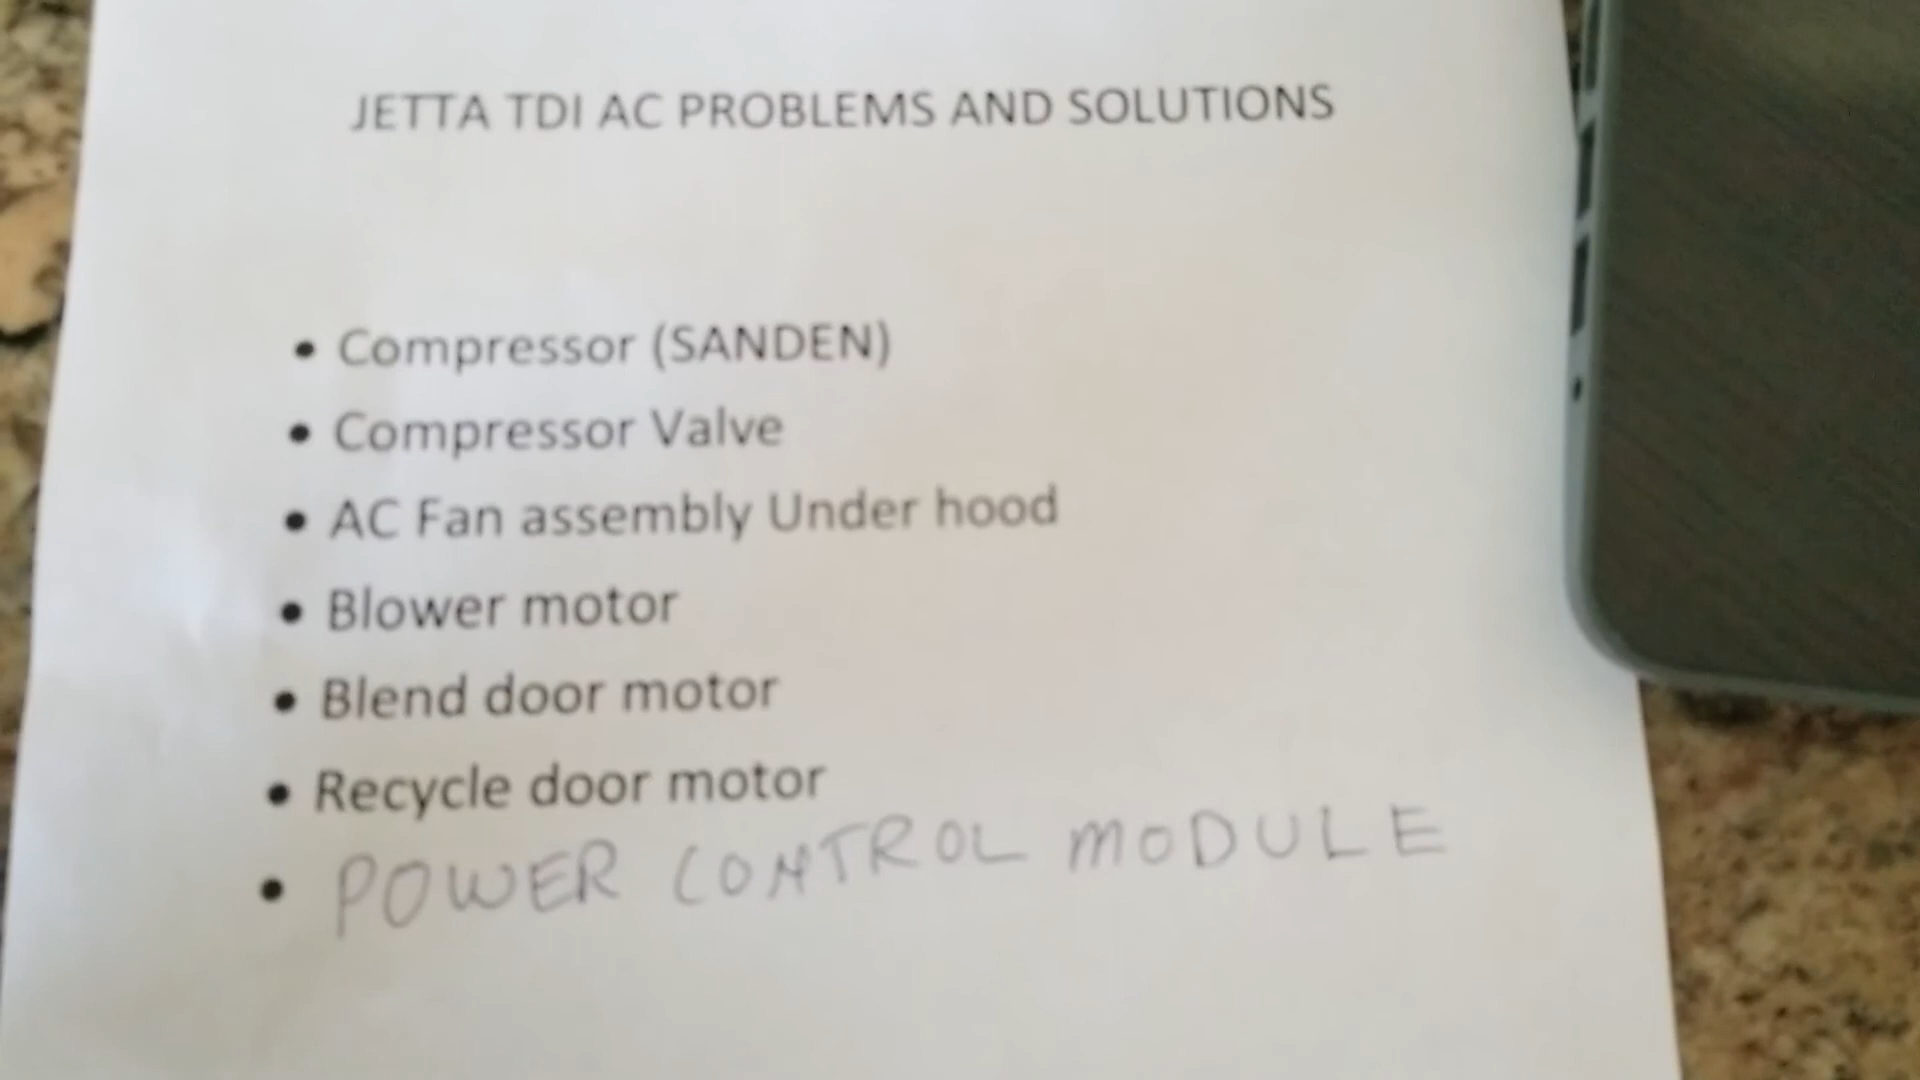 JETTA TDI AC PROBLEMS AND SOLUTIONS
• Compressor (SANDEN)
• Compressor Valve
• AC Fan assembly Under hood
• Blower motor
• Blend door motor
• Recycle door motor
• POWER CONTROL MODULE